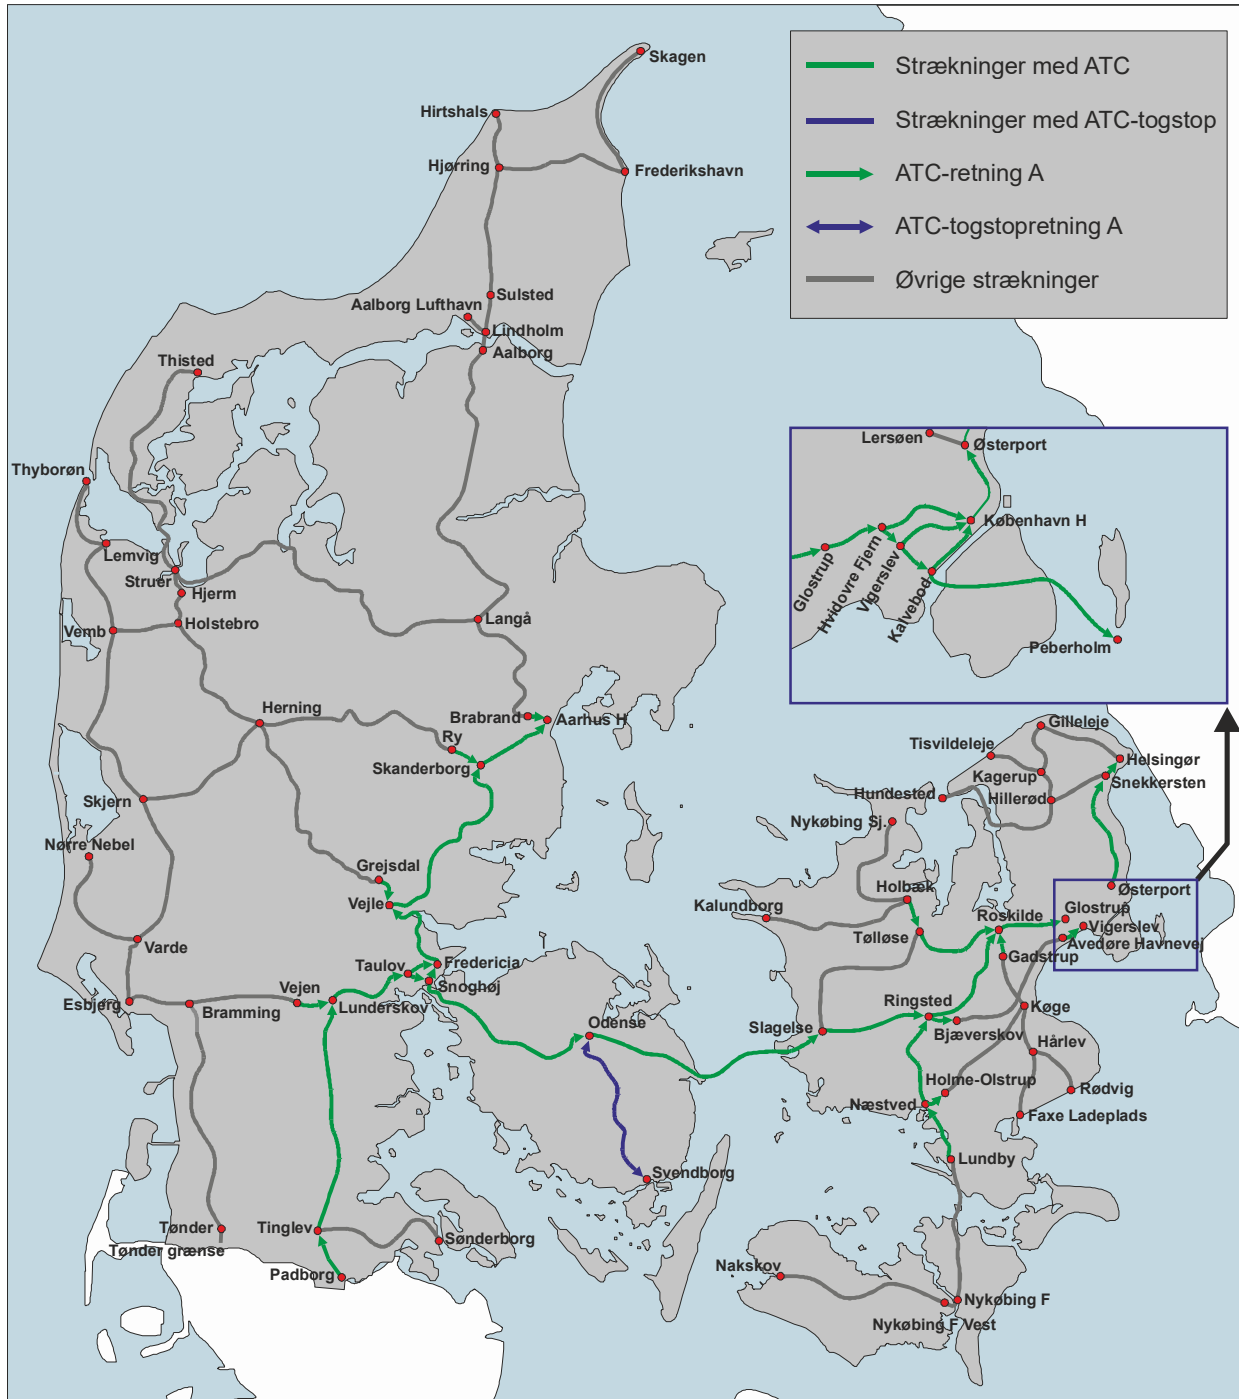 Skagen
Hirtshals
Hjørring
Frederikshavn
Strækninger med ATC
Strækninger med ATC-togstop
ATC-retning A
ATC-togstopretning A
Øvrige strækninger
Sulsted
Aalborg Lufthavn
Lindholm
Aalborg
Thisted
Thyborøn
Lemvig
Struer
Hjerm
Holstebro
Vemb
Langå
Herning
Brabrand
Aarhus H
Ry
Skanderborg
Skjern
Nørre Nebel
Grejsdal
Vejle
Varde
Taulov
Fredericia
Snoghøj
Esbjerg
Bramming
Vejen
Lunderskov
Odense
Svendborg
Tønder
Tønder grænse
Tinglev
Sønderborg
Padborg
Lersøen
Østerport
København H
Glostrup
Hvidovre Fjern
Vigerslev
Kalvebod
Peberholm
Gilleleje
Tisvildeleje
Helsingør
Kagerup
Snekkersten
Hundested
Hillerød
Nykøbing Sj.
Holbæk
Østerport
Kalundborg
Roskilde
Glostrup
Vigerslev
Tølløse
Avedøre Havnevej
Gadstrup
Ringsted
Køge
Slagelse
Bjæverskov
Hårlev
Holme-Olstrup
Rødvig
Næstved
Faxe Ladeplads
Lundby
Nakskov
Nykøbing F
Nykøbing F Vest